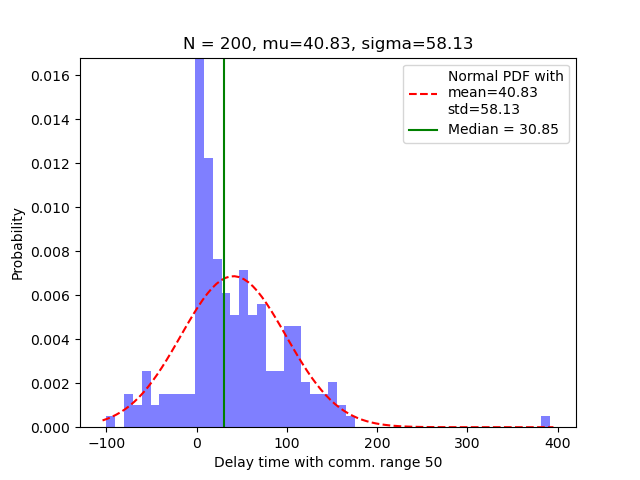 N = 200, mu=40.83, sigma=58.13
Normal PDF with
mean=40.83
std=58.13
Median = 30.85
0.016
0.014
0.012
0.010
0.008
0.006
0.004
0.002
0.000
Probability
−100
0
100
200
300
400
Delay time with comm. range 50